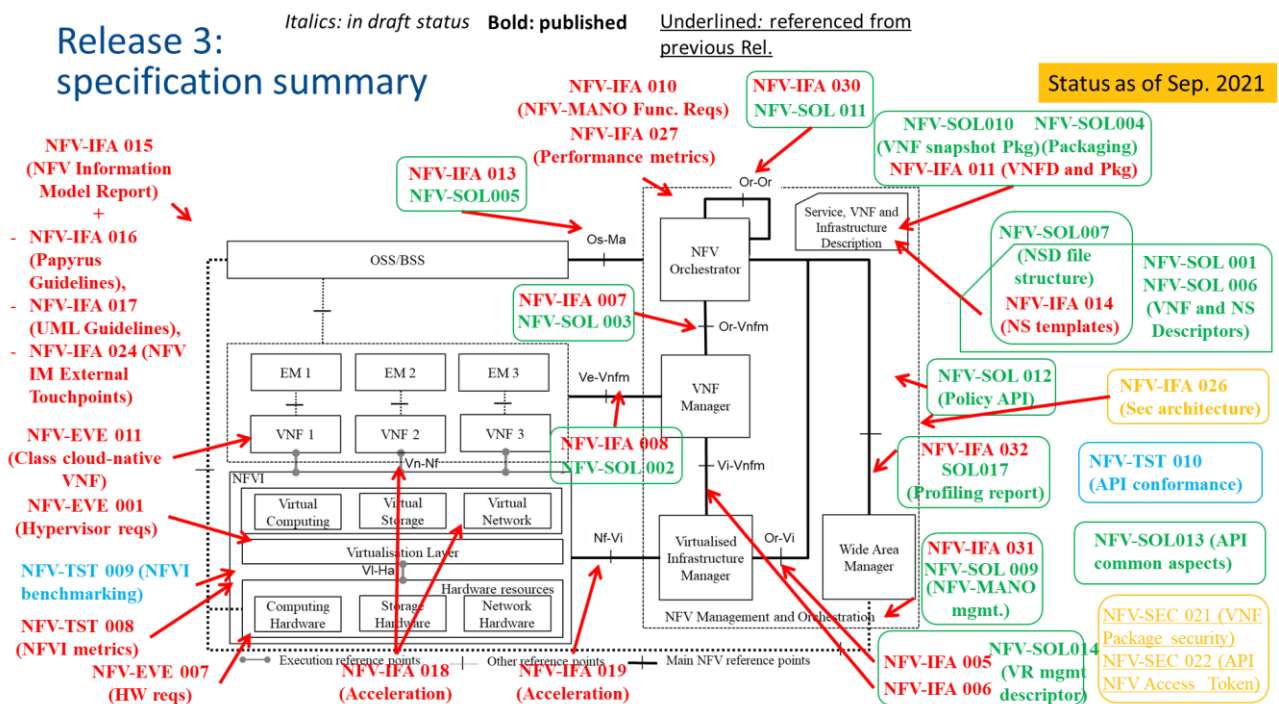 Release 3:
specification summary
Italics: in draft status
Bold: published
Underlined: referenced from
previous Rel.
Status as of Sep. 2021
NFV-IFA 015
(NFV Information
Model Report)
+
- NFV-IFA 016
(Papyrus
Guidelines),
- NFV-IFA 017
(UML Guidelines),
- NFV-IFA 024 (NFV
IM External
Touchpoints)
NFV-EVE 011
(Class cloud-native
VNF)
NFV-EVE 001
(Hypervisor reqs)
NFV-TST 009 (NFVI
benchmarking)
NFV-TST 008
(NFVI metrics)
NFV-EVE 007
(HW reqs)
NFV-IFA 013
NFV-SOL005
NFV-IFA 010
(NFV-MANO Func. Reqs)
NFV-IFA 027
(Performance metrics)
NFV-IFA 030
NFV-SOL 011
NFV-SOL010
(VNF snapshot Pkg)
NFV-SOL004
(Packaging)
NFV-IFA 011 (VNFD and Pkg)
Or-Or
Os-Ma
OSS/BSS
NFV
Orchestrator
Service, VNF and
Infrastructure
Description
NFV-SOL007
(NSD file
structure)
NFV-IFA 014
(NS templates)
NFV-SOL 001
NFV-SOL 006
(VNF and NS
Descriptors)
NFV-IFA 007
NFV-SOL 003
Or-Vnfm
EM 1
EM 2
EM 3
Ve-Vnfm
VNF
Manager
NFV-SOL 012
(Policy API)
NFV-IFA 026
(Sec architecture)
VNF 1
VNF 2
VNF 3
NFV-IFA 008
NFV-SOL 002
Vn-Nf
NFVI
Vi-Vnfm
NFV-IFA 032
SOL017
(Profiling report)
NFV-TST 010
(API conformance)
Virtual
Computing
Virtual
Storage
Virtual
Network
Virtualisation Layer
Vl-Ha
Nf-Vi
Virtualised
Infrastructure
Manager
Or-Vi
Wide Area
Manager
NFV-IFA 031
NFV-SOL 009
(NFV-MANO
mgmt.)
NFV-SOL013 (API
common aspects)
Hardware resources
Computing
Hardware
Storage
Hardware
Network
Hardware
NFV Management and Orchestration
Execution reference points
Other reference points
Main NFV reference points
NFV-IFA 018
(Acceleration)
NFV-IFA 019
(Acceleration)
NFV-IFA 005
NFV-IFA 006
NFV-SOL014
(VR mgmt
descriptor)
NFV-SEC 021 (VNF
Package security)
NFV-SEC 022 (API
NFV Access Token)